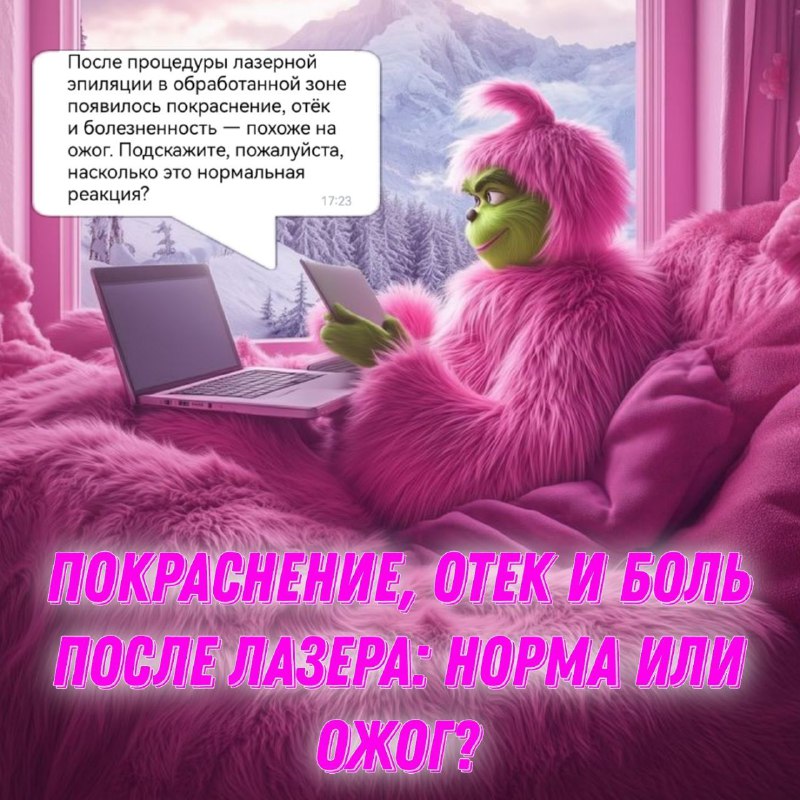 После процедуры лазерной
эпиляции в обработанной зоне
появилось покраснение, отёк
и болезненность — похоже на
ожог. Подскажите, пожалуйста,
насколько это нормальная
реакция?
17:23
ПОКРАСНЕНИЕ, ОТЕК И БОЛЬ
ПОСЛЕ ЛАЗЕРА: НОРМА ИЛИ
ОЖОГ?